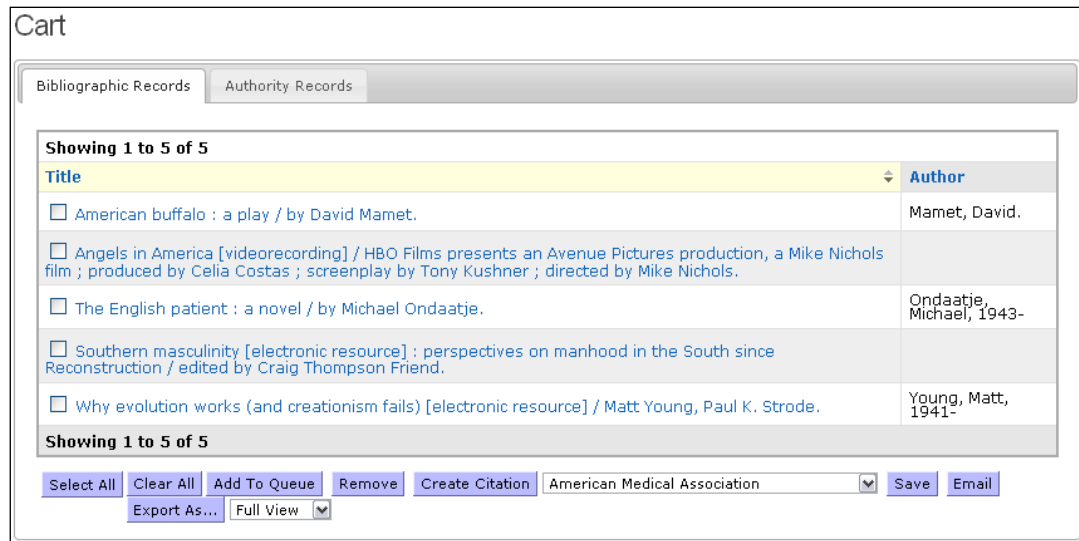 Cart
Bibliographic Records Authority Records
Showing 1 to 5 of 5
Title Author
American buffalo : a play / by David Mamet. Mamet, David.
Angels in America [videorecording] / HBO Films presents an Avenue Pictures production, a Mike Nichols
film ; produced by Celia Costas ; screenplay by Tony Kushner ; directed by Mike Nichols.
The English patient : a novel / by Michael Ondaatje. Ondaatje,
Michael, 1943-
Southern masculinity [electronic resource] : perspectives on manhood in the South since
Reconstruction / edited by Craig Thompson Friend.
Why evolution works (and creationism fails) [electronic resource] / Matt Young, Paul K. Strode. Young, Matt,
1941-
Showing 1 to 5 of 5
Select All Clear All Add To Queue Remove Create Citation American Medical Association Save Email
Export As... Full View